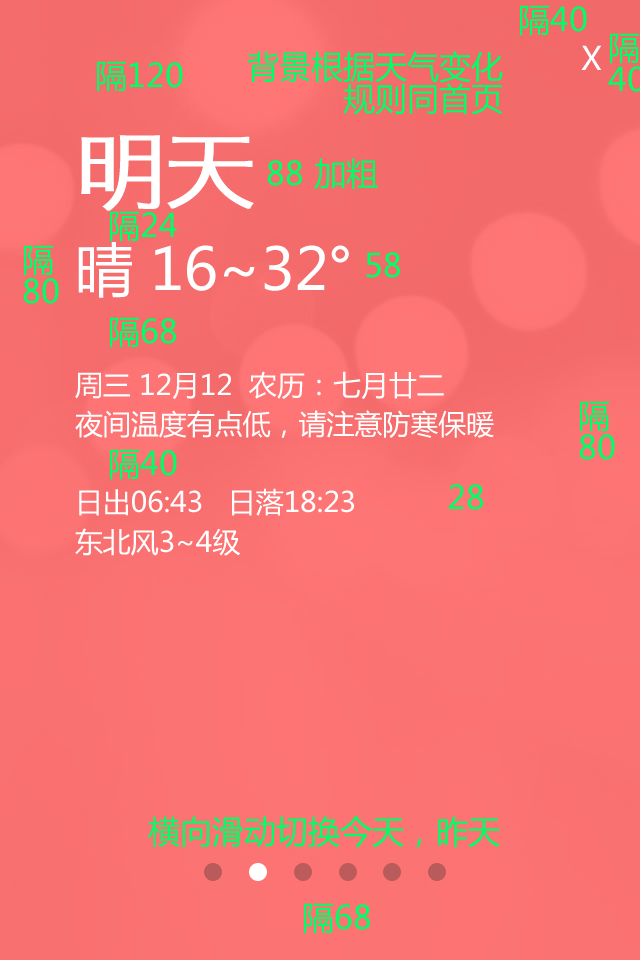 隔40
X
隔
40
隔120
背景根据天气变化
规则同首页
明天
88 加粗
隔24
隔
80
晴 16~32°
58
隔68
周三 12月12 农历：七月廿二
夜间温度有点低，请注意防寒保暖
隔
80
隔40
日出06:43 日落18:23
28
东北风3~4级
横向滑动切换今天，昨天
隔68